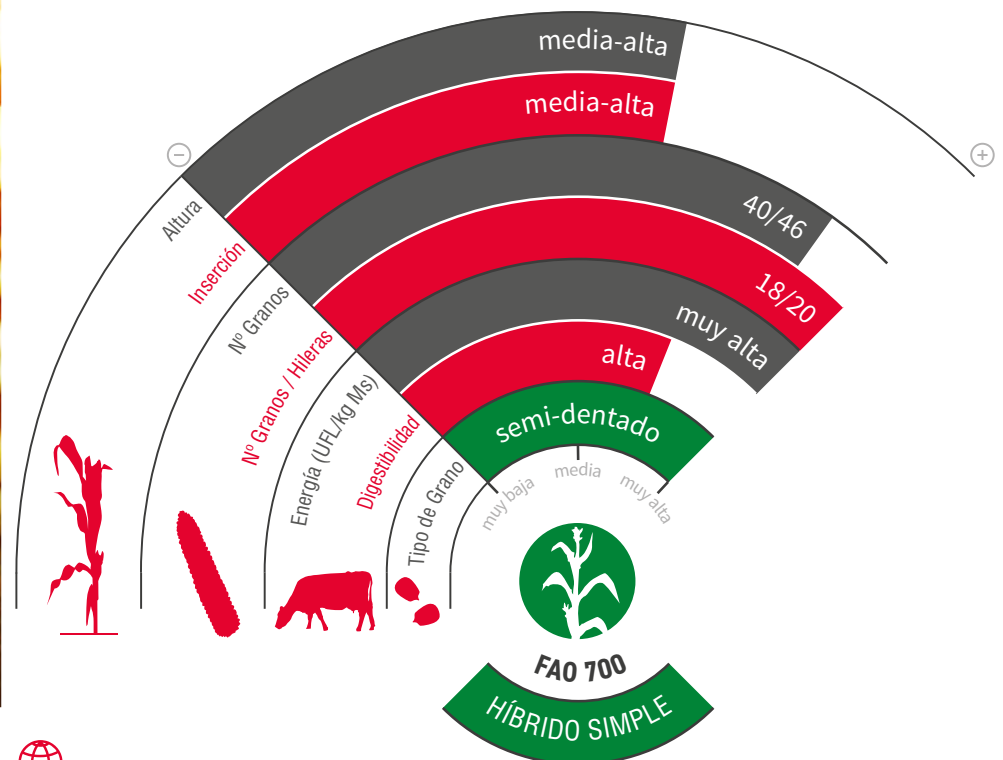 media-alta
media-alta
40/46
18/20
muy alta
alta
semi-dentado
Altura
Inserción
Nº Granos
Nº Granos / Hileras
Energía (UFL/kg Ms)
Digestibilidad
Tipo de Grano
muy baja
media
muy alta
FAO 700
HÍBRIDO SIMPLE